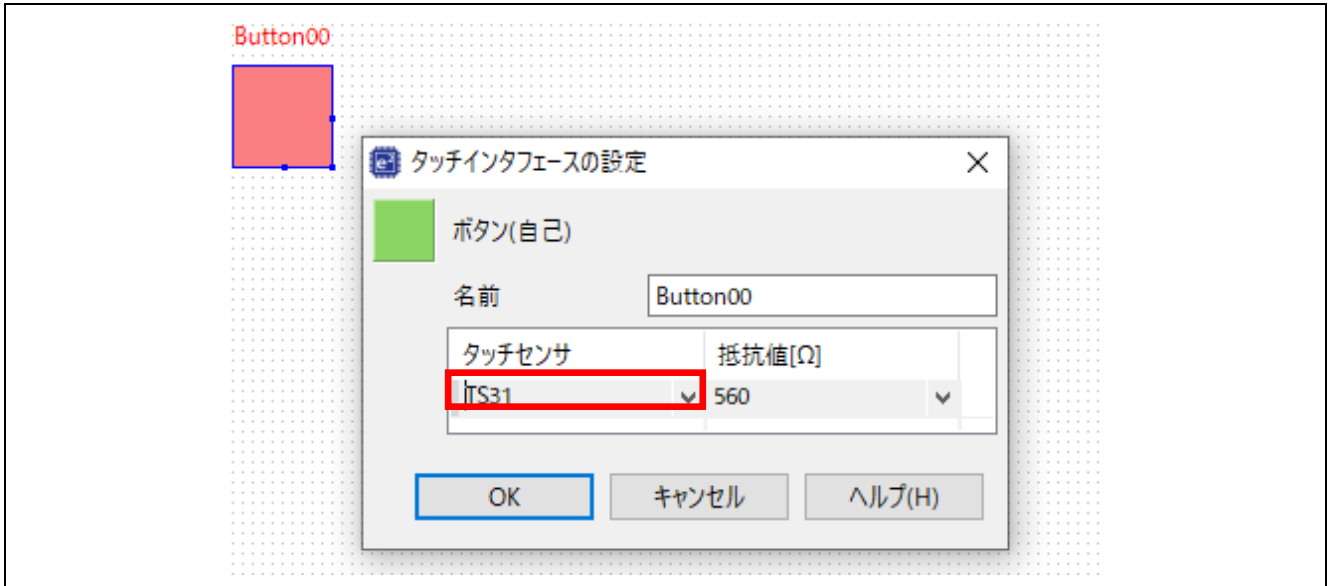 Button00
タッチインタフェースの設定
ボタン(自己)
名前 Button00
タッチセンサ 抵抗値[Ω]
TS31 560
OK キャンセル ヘルプ(H)